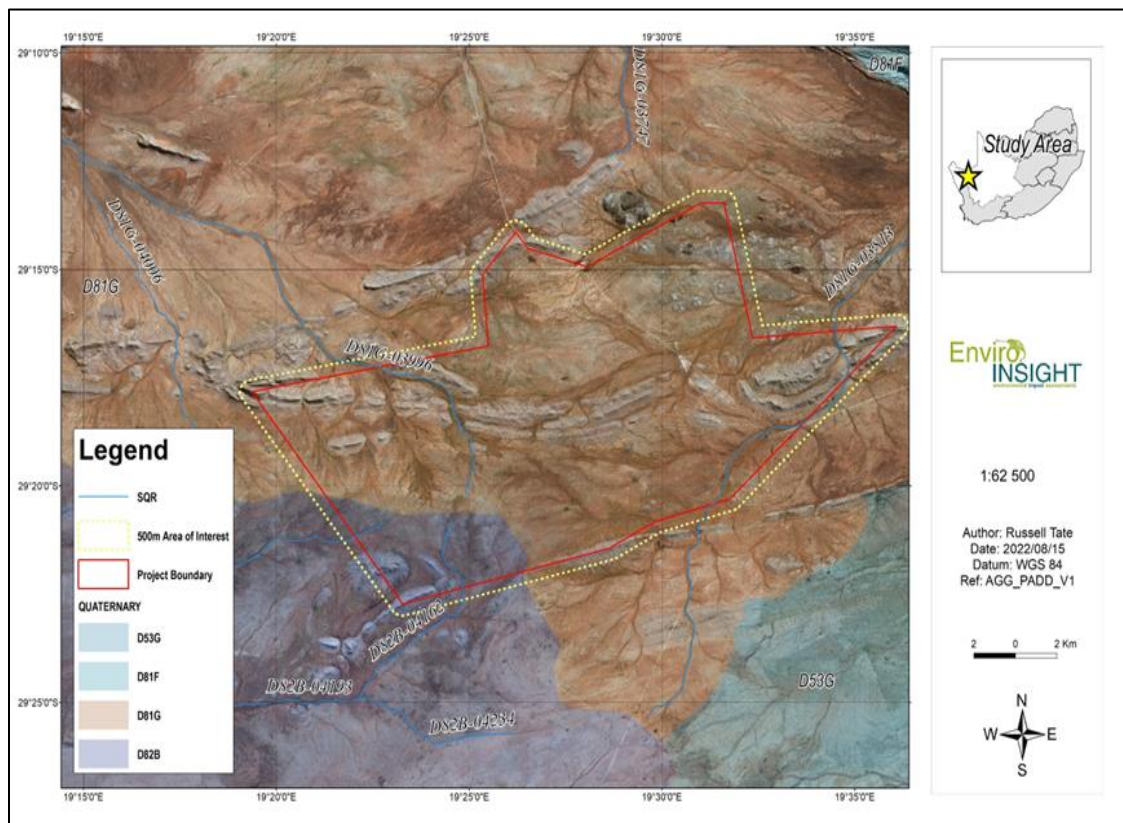 19°15'0"E 19°20'0"E 19°25'0"E 19°30'0"E 19°35'0"E
29°10'0"S
29°15'0"S
29°20'0"S
29°25'0"S
D81F
D81G-03747
D81G-04006
D81G
D81G-03996
D81G-03813
D82B-04162
D82B-04193
D82B-04234
D53G
Legend
SQR
500m Area of Interest
Project Boundary
QUATERNARY
D53G
D81F
D81G
D82B
19°15'0"E 19°20'0"E 19°25'0"E 19°30'0"E 19°35'0"E
Study Area
Enviro
INSIGHT
1:62 500
Author: Russell Tate
Date: 2022/08/15
Datum: WGS 84
Ref: AGG_PADD_V1
2 0 2 Km
N
W E
S